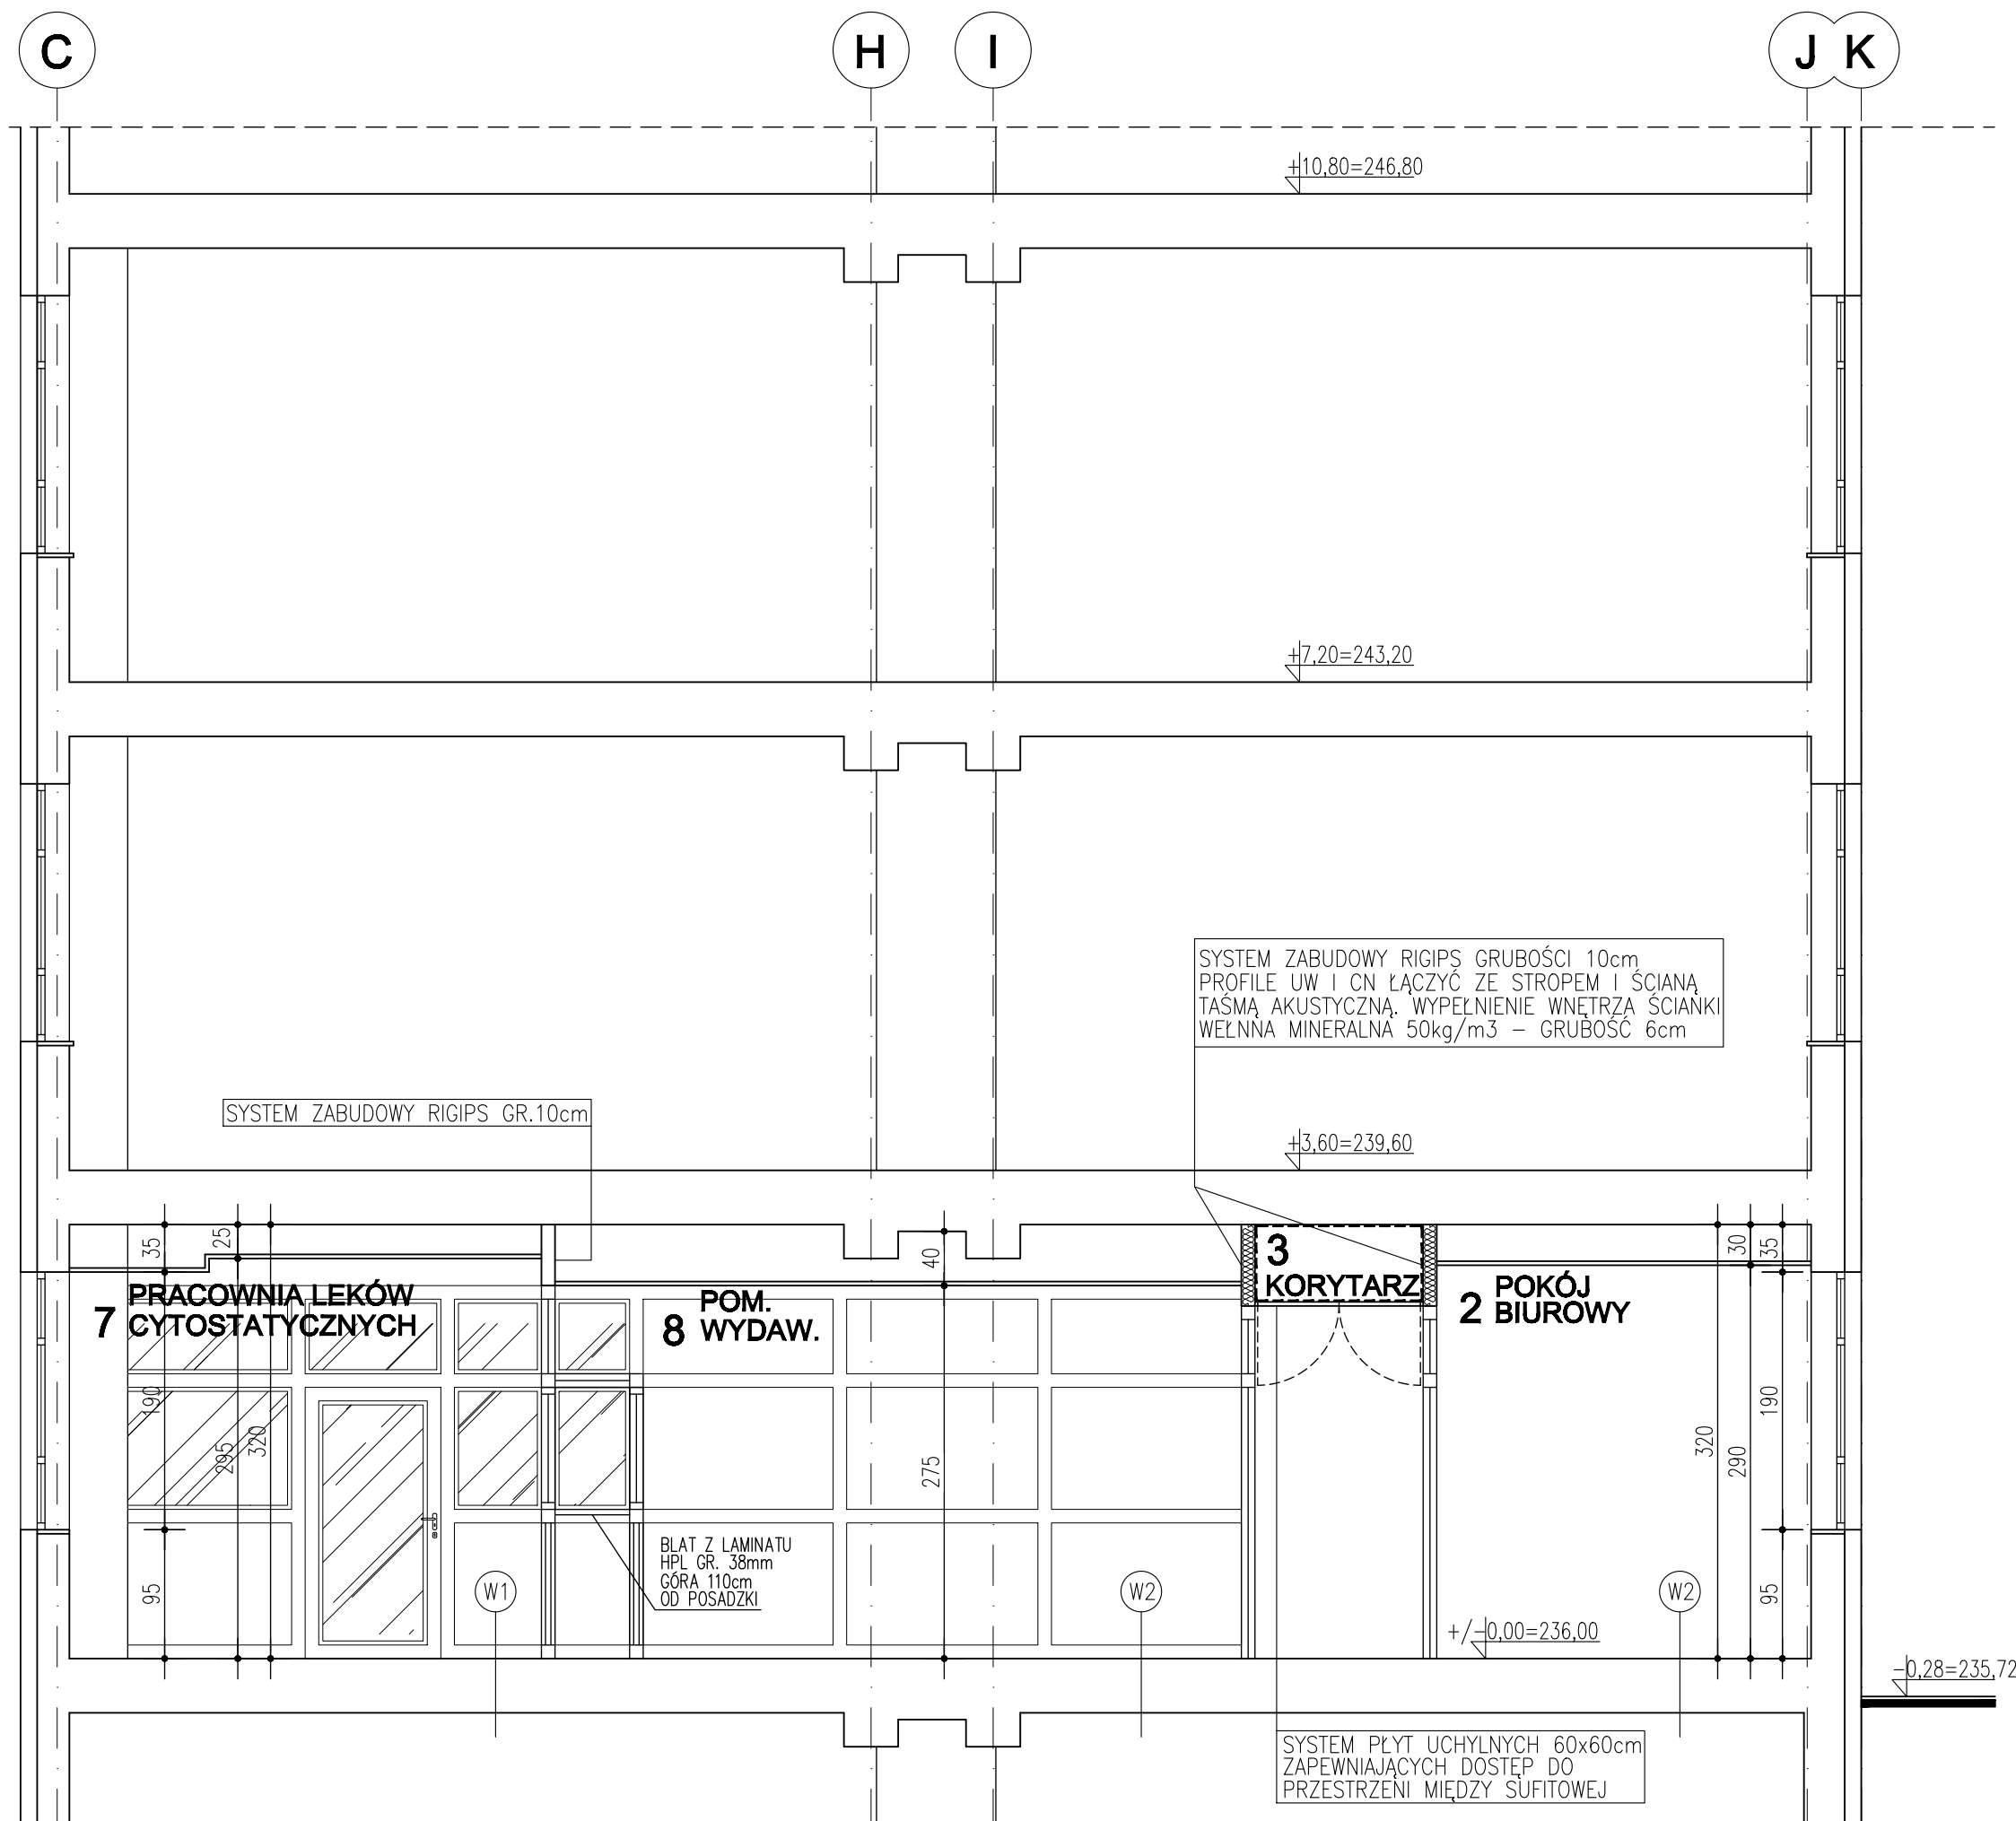 C
H
I
J
K
+10,80=246,80
+7,20=243,20
SYSTEM ZABUDOWY RIGIPS GRUBOŚCI 10cm
PROFILE UW I CN ŁĄCZYĆ ZE STROPEM I ŚCIANĄ
TAŚMĄ AKUSTYCZNĄ. WYPEŁNIENIE WNĘTRZA ŚCIANKI
WEŁNNA MINERALNA 50kg/m3 – GRUBOŚĆ 6cm
SYSTEM ZABUDOWY RIGIPS GR.10cm
+3,60=239,60
35
25
40
30
35
3
KORYTARZ
7
PRACOWNIA LEKÓW
CYTOSTATYCZNYCH
8
POM.
WYDAW.
2
POKÓJ
BIUROWY
190
295
320
275
320
290
190
BLAT Z LAMINATU
HPL GR. 38mm
GÓRA 110cm
OD POSADZKI
95
W1
W2
W2
95
+/-0,00=236,00
-0,28=235,72
SYSTEM PŁYT UCHYLNYCH 60x60cm
ZAPEWNIAJĄCYCH DOSTĘP DO
PRZESTRZENI MIĘDZY SUFITOWEJ